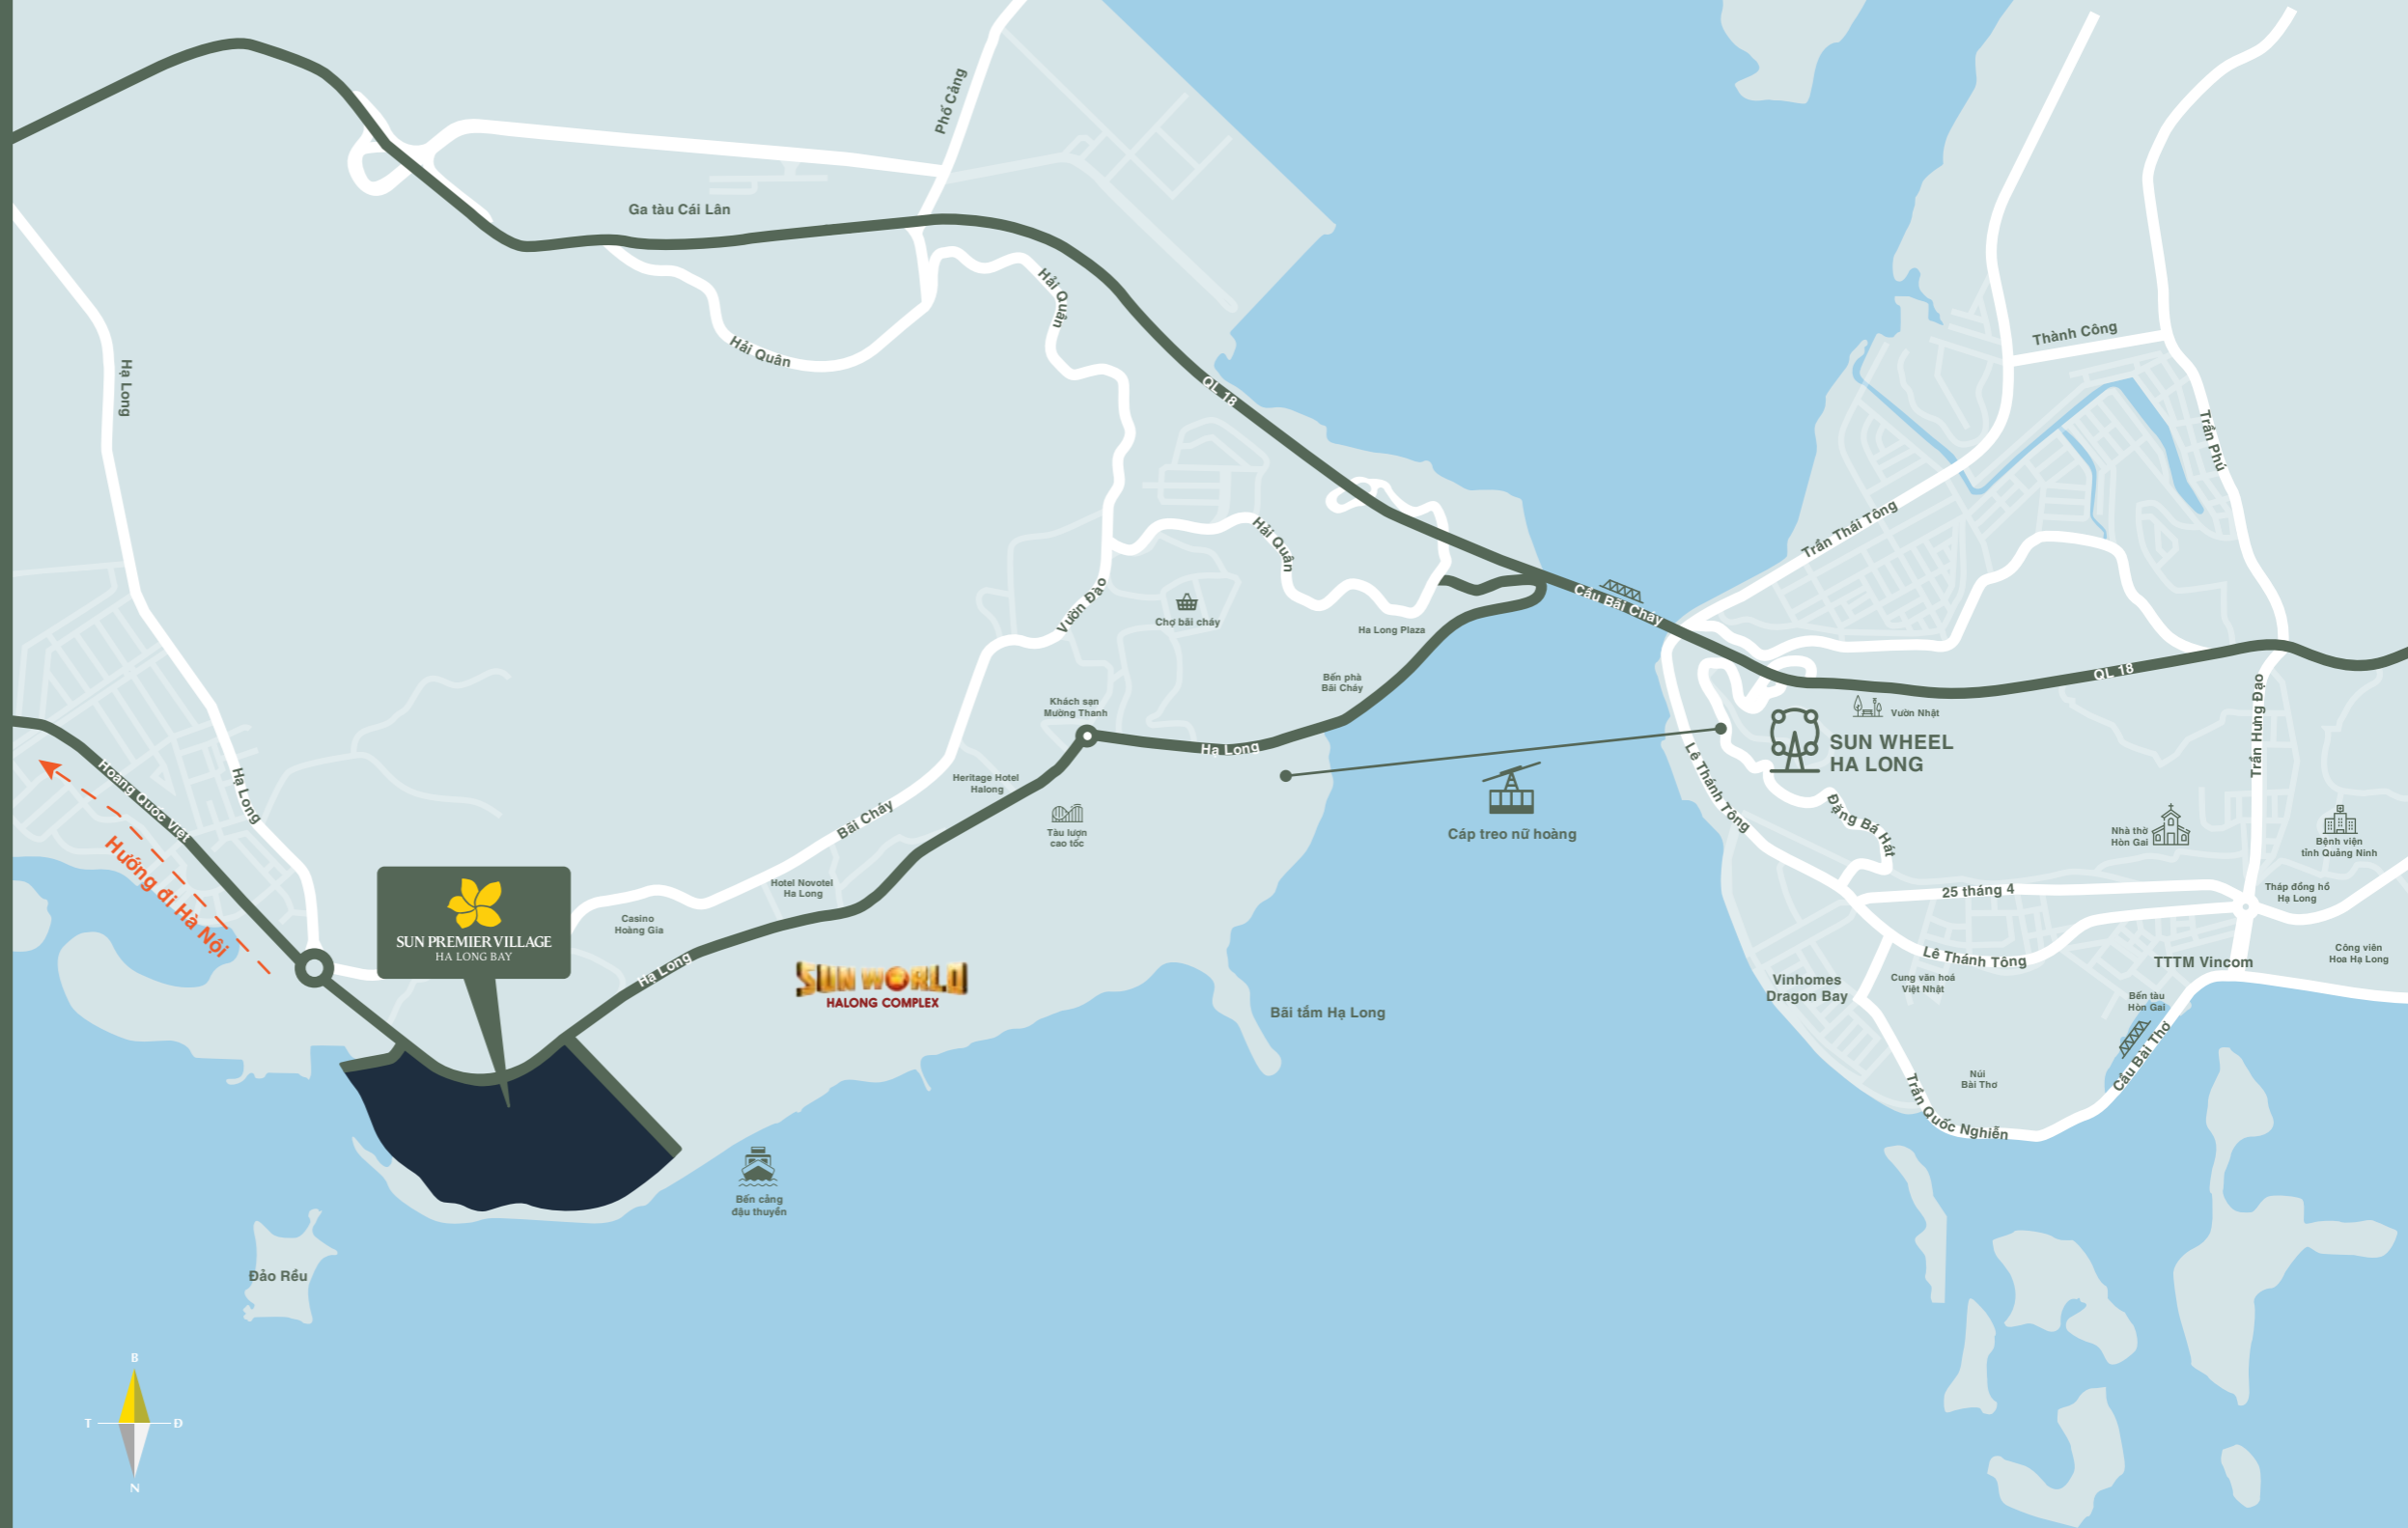 Phố Cảng
Ga tàu Cái Lân
Hải Quân
Hải Quân
Hạ Long
QL 18
Thành Công
Trần Phú
Trần Thái Tông
Hải Quân
Vườn Đào
Chợ bãi cháy
Ha Long Plaza
Cầu Bãi Cháy
Bến phà
Bãi Cháy
QL 18
Khách sạn
Mường Thanh
Hạ Long
Vườn Nhật
SUN WHEEL
HA LONG
Trần Hưng Đạo
Lê Thánh Tông
Hoàng Quốc Việt
Hạ Long
Heritage Hotel
Halong
Tàu lượn
cao tốc
Bãi Cháy
Cáp treo nữ hoàng
Đặng Bá Hát
Nhà thờ
Hòn Gai
Bệnh viện
tỉnh Quảng Ninh
Hướng đi Hà Nội
Hotel Novotel
Ha Long
25 tháng 4
Tháp đồng hồ
Hạ Long
SUN PREMIER VILLAGE
HA LONG BAY
Casino
Hoàng Gia
Hạ Long
SUN WORLD
HALONG COMPLEX
Lê Thánh Tông
TTTM Vincom
Công viên
Hoa Hạ Long
Vinhomes
Dragon Bay
Cung văn hoá
Việt Nhật
Bến tàu
Hòn Gai
Bãi tắm Hạ Long
Cầu Bài Thơ
Núi
Bài Thơ
Trần Quốc Nghiễn
Bến cảng
đậu thuyền
Đảo Rều
B
T
Đ
N